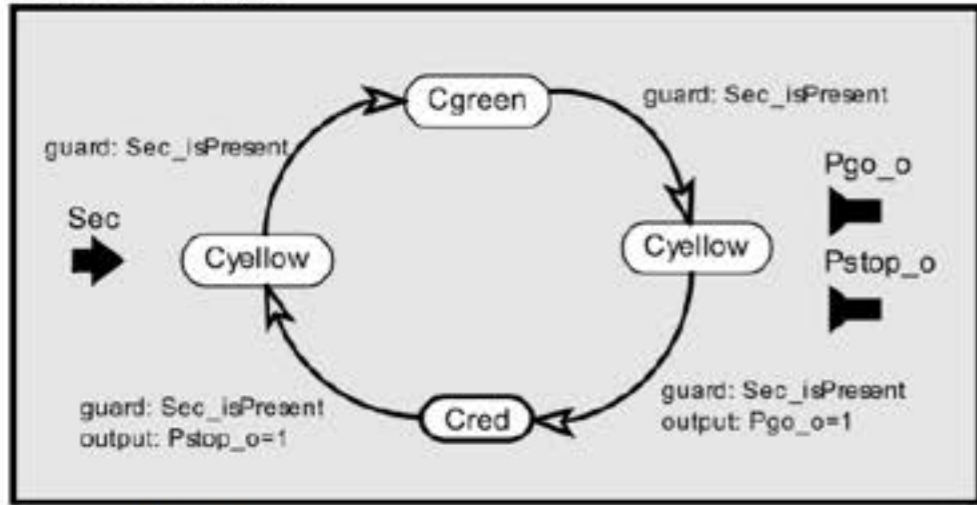 Cgreen
guard: Sec_isPresent
guard: Sec_isPresent
Pgo_o
Sec
Cyellow
Cyellow
Pstop_o
guard: Sec_isPresent
output: Pstop_o=1
Cred
guard: Sec_isPresent
output: Pgo_o=1